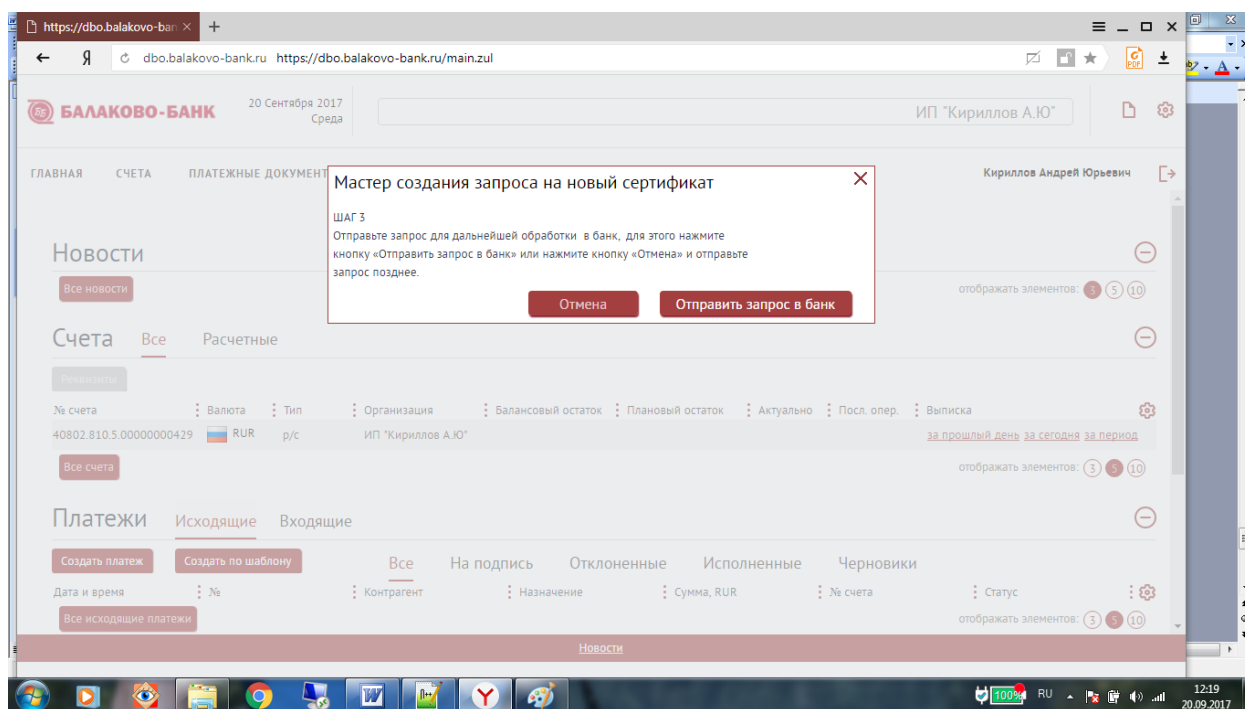 https://dbo.balakovo-ban
Я dbo.balakovo-bank.ru https://dbo.balakovo-bank.ru/main.zul
БАЛАКОВО-БАНК
20 Сентября 2017
Среда
ИП "Кириллов А.Ю"
ГЛАВНАЯ СЧЕТА ПЛАТЕЖНЫЕ ДОКУМЕНТ
Кириллов Андрей Юрьевич
Мастер создания запроса на новый сертификат
ШАГ 3
Отправьте запрос для дальнейшей обработки в банк, для этого нажмите
кнопку «Отправить запрос в банк» или нажмите кнопку «Отмена» и отправьте
запрос позднее.
Отмена Отправить запрос в банк
Новости
Все новости
отображать элементов: 3 5 10
Счета Все Расчетные
Реквизиты
№ счета Валюта Тип Организация Балансовый остаток Плановый остаток Актуально Посл. опер. Выписка
40802.810.5.00000000429 RUR р/с ИП "Кириллов А.Ю" за прошлый день за сегодня за период
Все счета отображать элементов: 3 5 10
Платежи Исходящие Входящие
Создать платеж Создать по шаблону Все На подпись Отклоненные Исполненные Черновики
Дата и время № Контрагент Назначение Сумма, RUR № счета Статус
Все исходящие платежи отображать элементов: 3 5 10
Новости
100% RU 12:19
20.09.2017